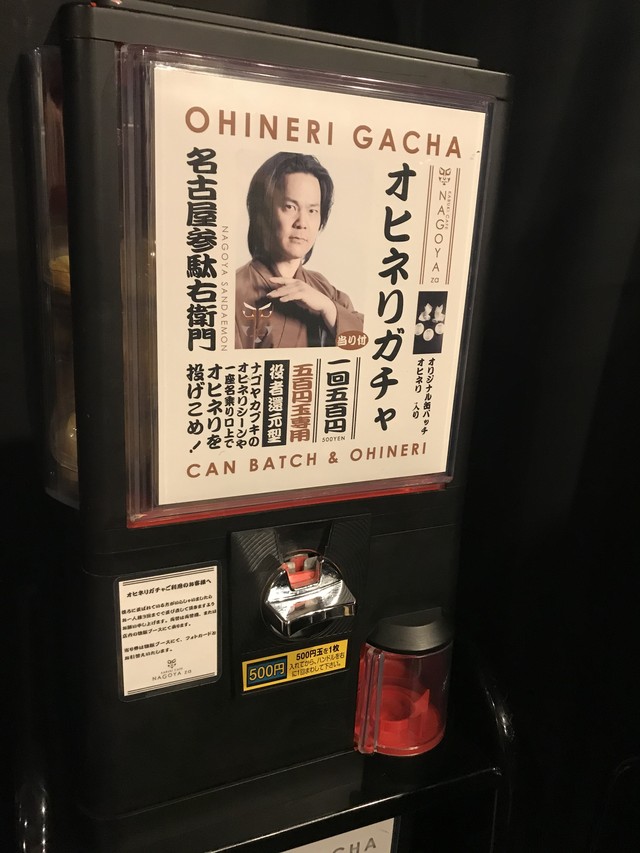 OHINERI GACHA
オヒネリガチャ
名古屋参駄右衛門
NAGOYA SANDAEMON
KABUKI CAFE
NAGOYA za
オリジナル缶バッチ
オヒネリ 入り
当り付
一回五百円
500YEN
五百円玉専用
役者還元型
ナゴヤカブキの
オヒネリシーンや
一座名乗り口上で
オヒネリを
投げこめ!
CAN BATCH & OHINERI
オヒネリガチャご利用のお客様へ
NAGOYA za
500円
500円玉を1枚
入れてから、ハンドルを右
に1回まわして下さい。
GACHA